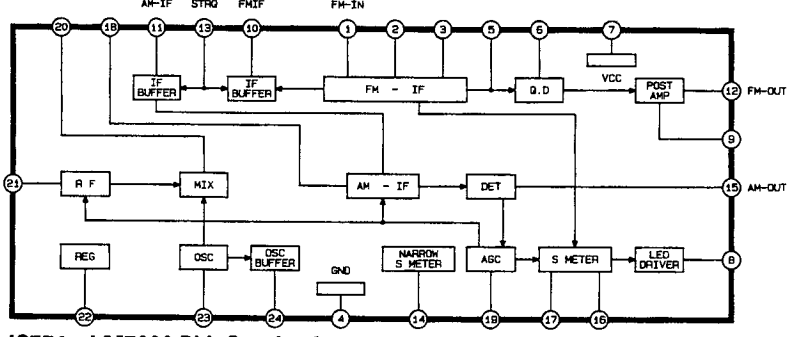 AM-IF STRQ FMIF FM-IN
20 18 11 13 10 1 2 3 5 6 7
IF BUFFER
IF BUFFER
FM - IF
Q.D
VCC
POST AMP
12 FM-OUT
9
21
R F
MIX
AM - IF
DET
15 AM-OUT
REG
OSC
OSC BUFFER
GND
NARROW S METER
AGC
S METER
LED DRIVER
8
22 23 24 4 14 19 17 16